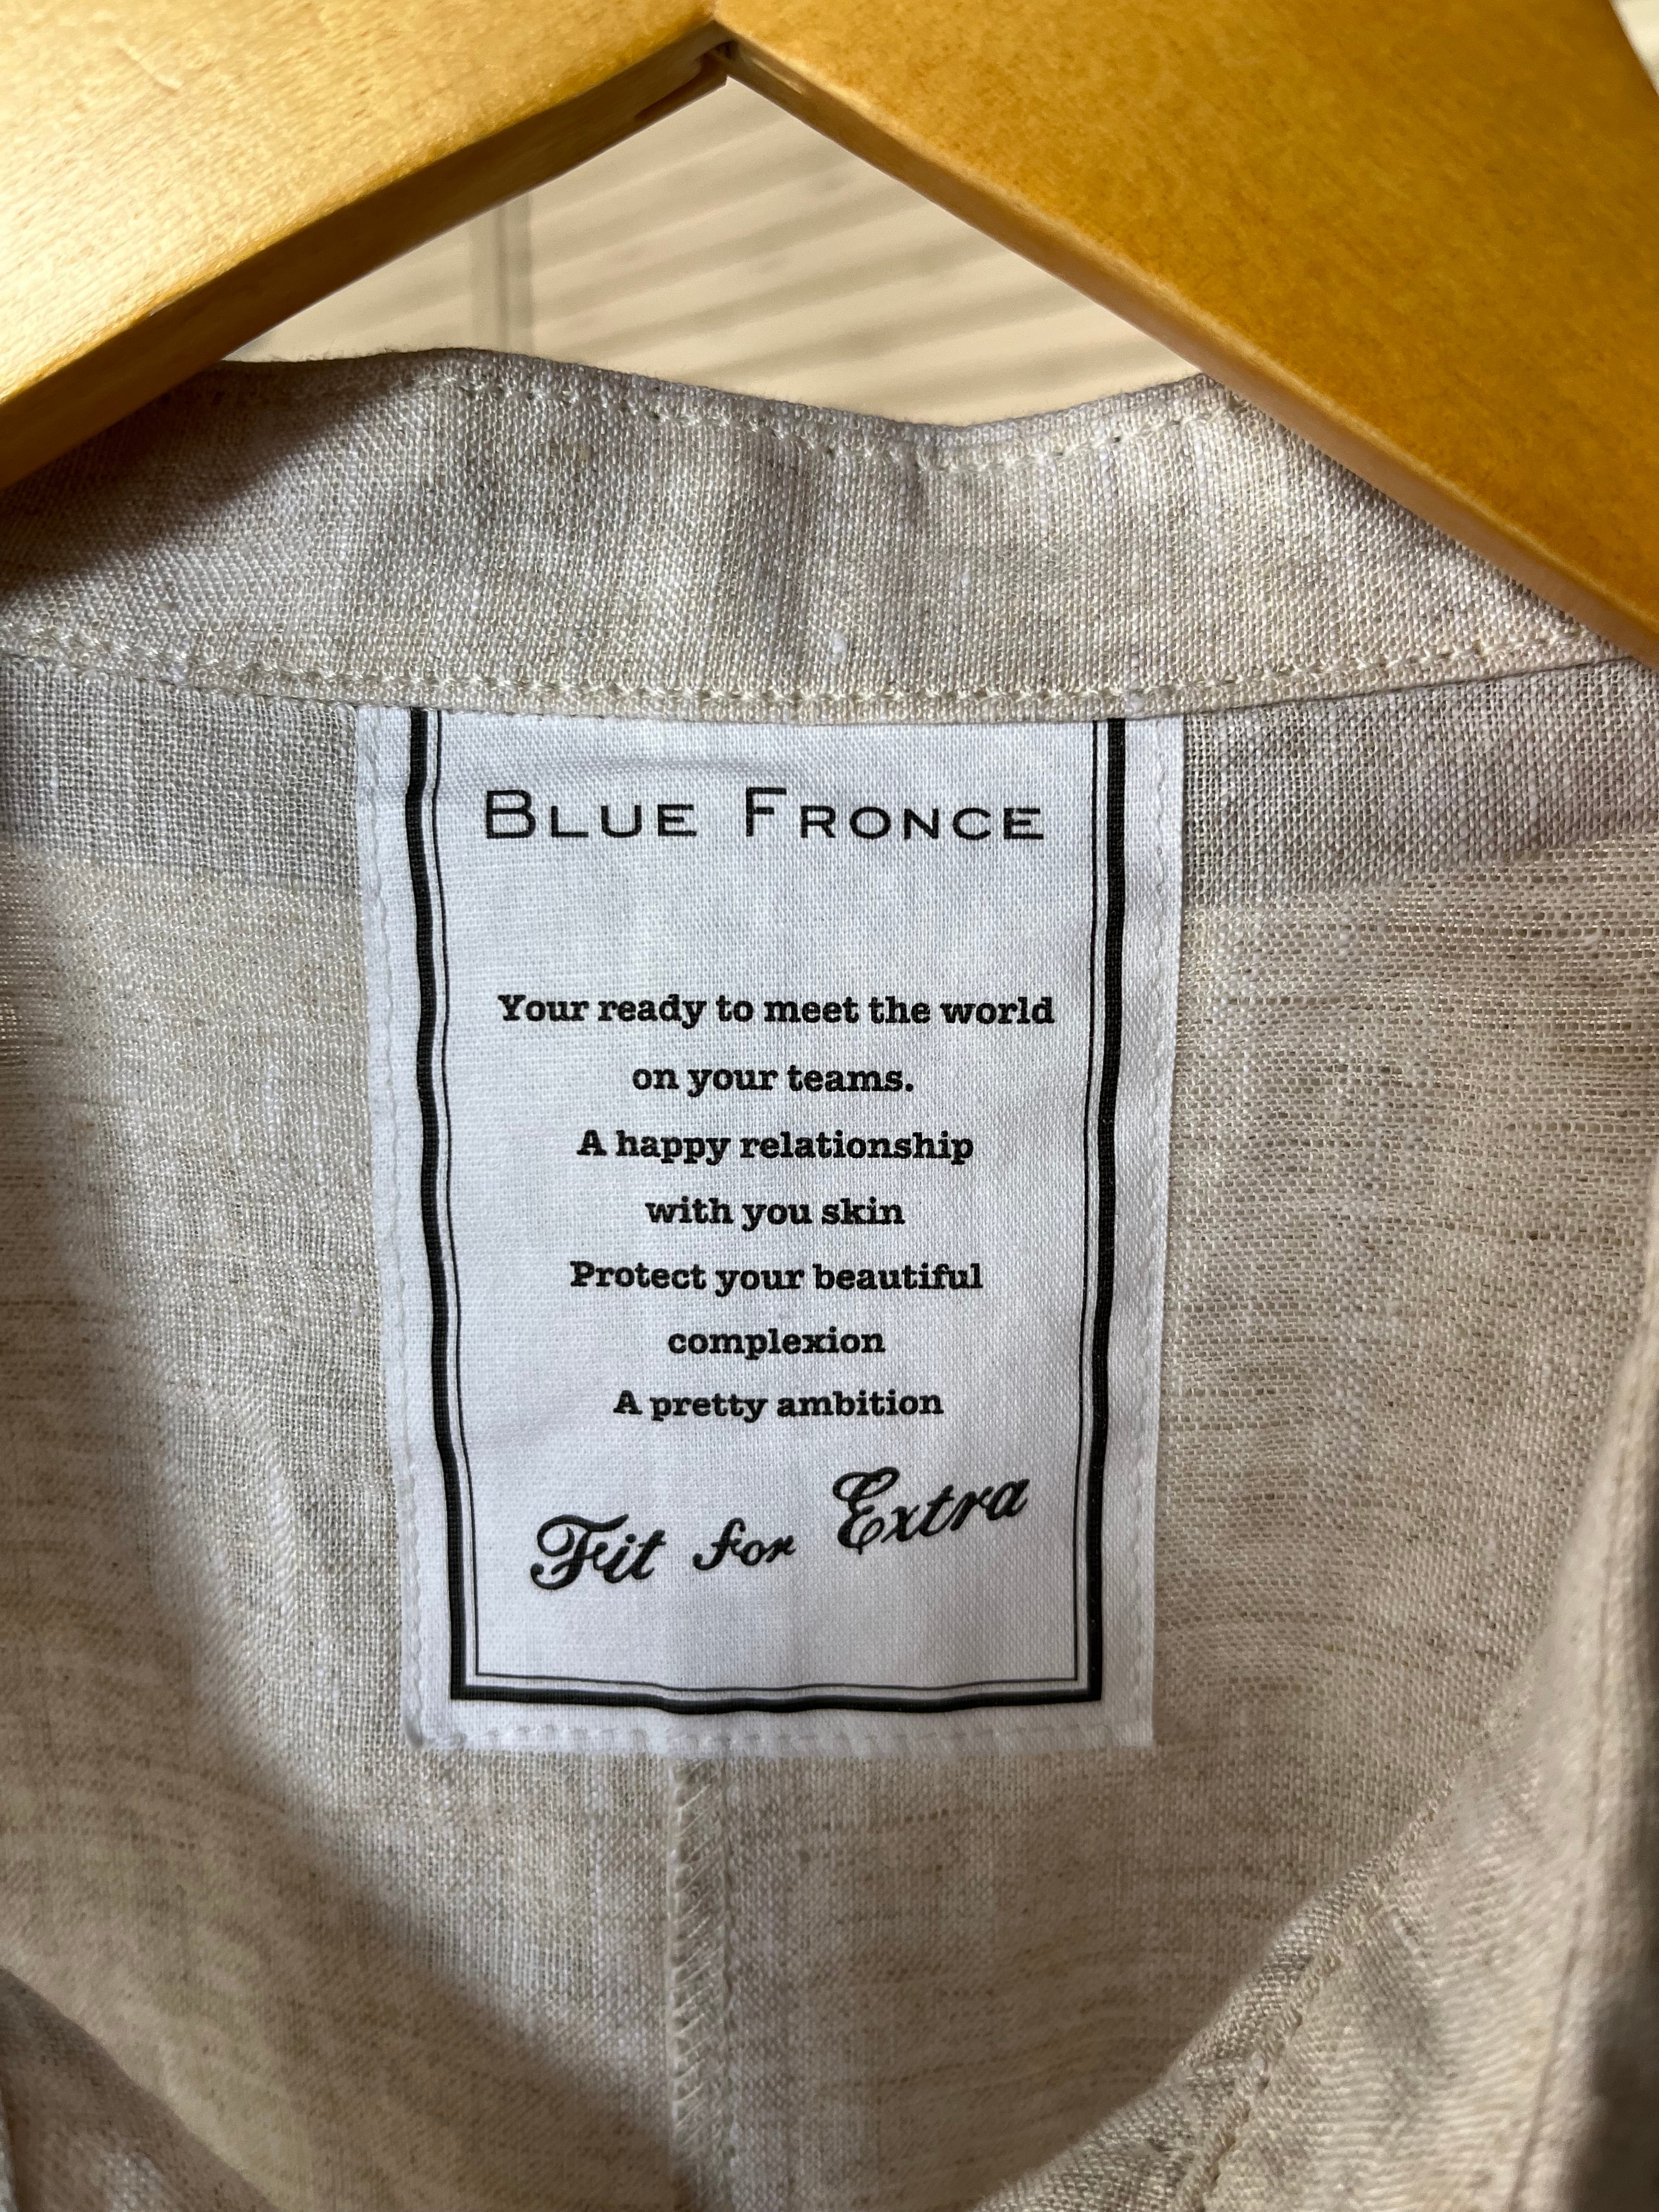 BLUE FRONCE
Your ready to meet the world
on your teams.
A happy relationship
with you skin
Protect your beautiful
complexion
A pretty ambition
Fit for Extra